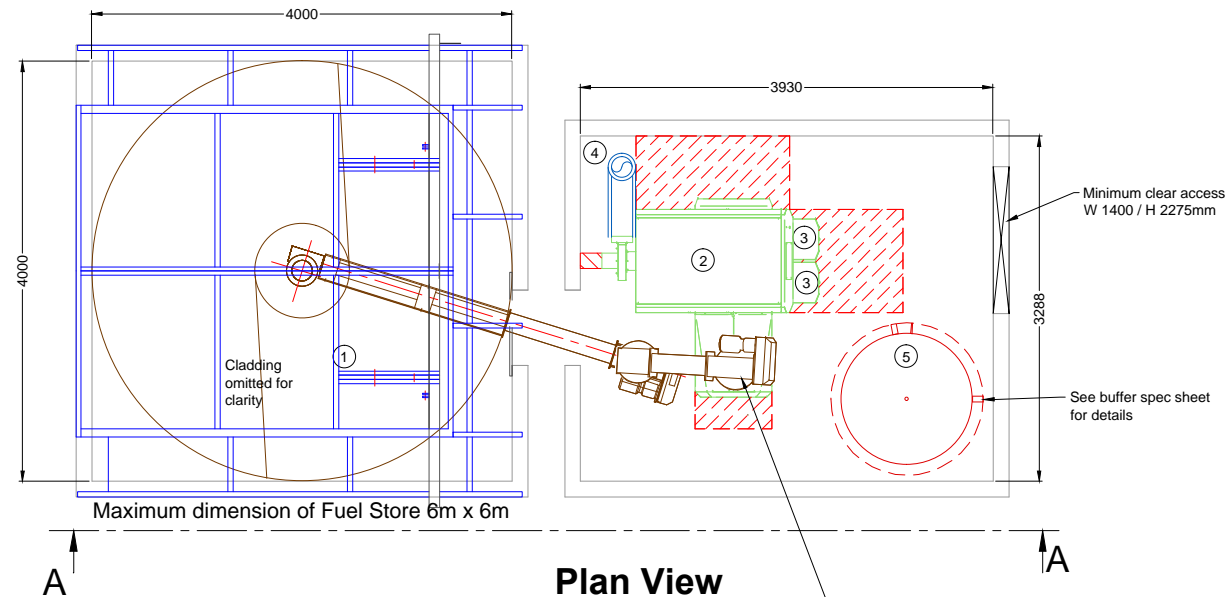 4000
3930
4000
3288
4
Minimum clear access
W 1400 / H 2275mm
2
3
3
1
Cladding
omitted for
clarity
5
See buffer spec sheet
for details
Maximum dimension of Fuel Store 6m x 6m
A
A
Plan View